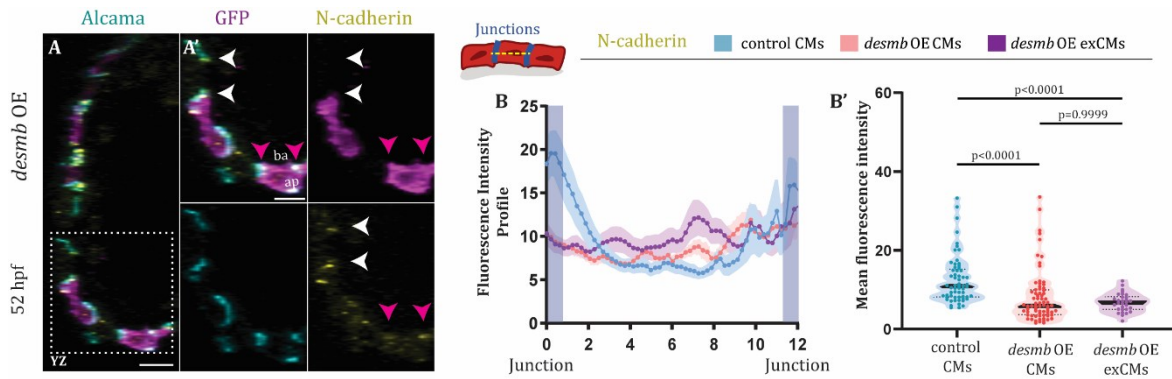 Alcama
GFP
N-cadherin
desmb OE
52 hpf
A
A'
ba
ap
YZ
Junctions
N-cadherin
control CMs
desmb OE CMs
desmb OE exCMs
B
Fluorescence Intensity
Profile
25
20
15
10
5
0
0 2 4 6 8 10 12
Junction
Junction
B'
Mean fluorescence intensity
60
50
40
30
20
10
0
p<0.0001
p=0.9999
p<0.0001
control
CMs
desmb OE
CMs
desmb OE
exCMs